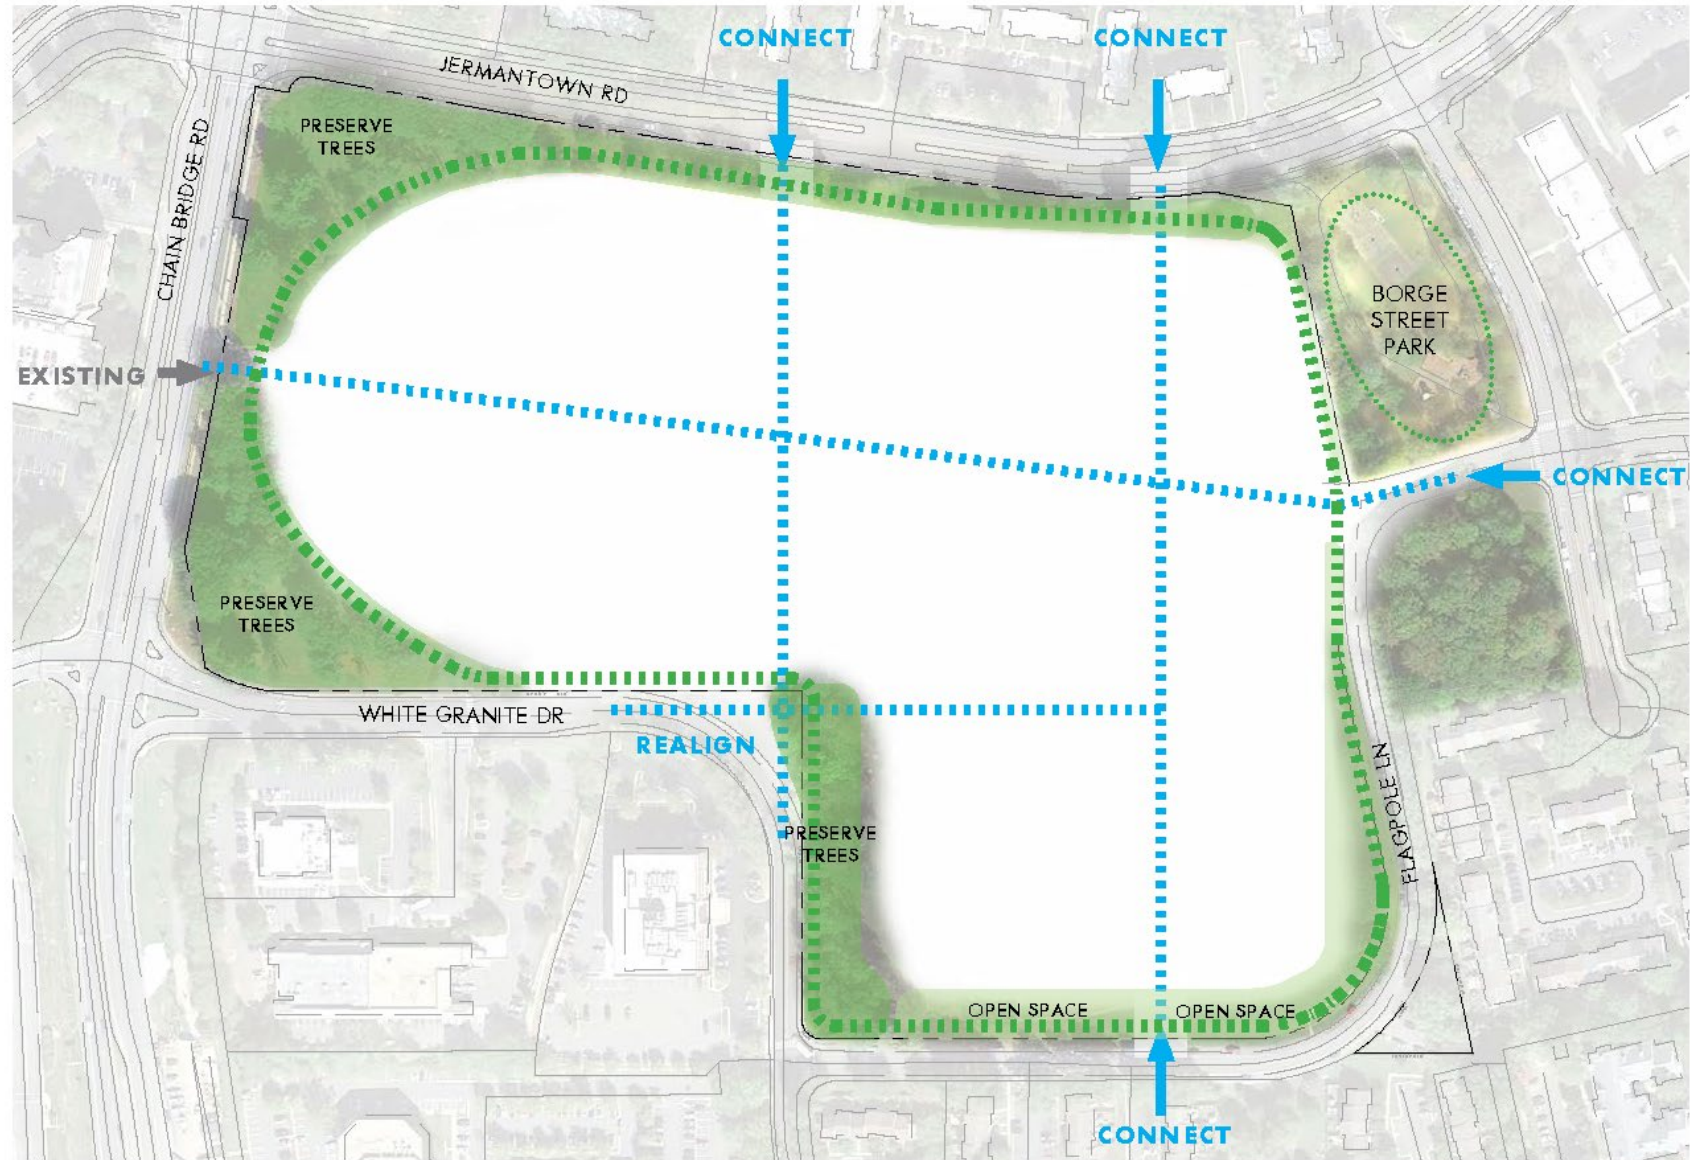 CONNECT
CONNECT
JERMANTOWN RD
PRESERVE
TREES
CHAIN BRIDGE RD
BORGE
STREET
PARK
EXISTING
CONNECT
PRESERVE
TREES
WHITE GRANITE DR
REALIGN
FLAGPOLE LN
PRESERVE
TREES
OPEN SPACE
OPEN SPACE
CONNECT